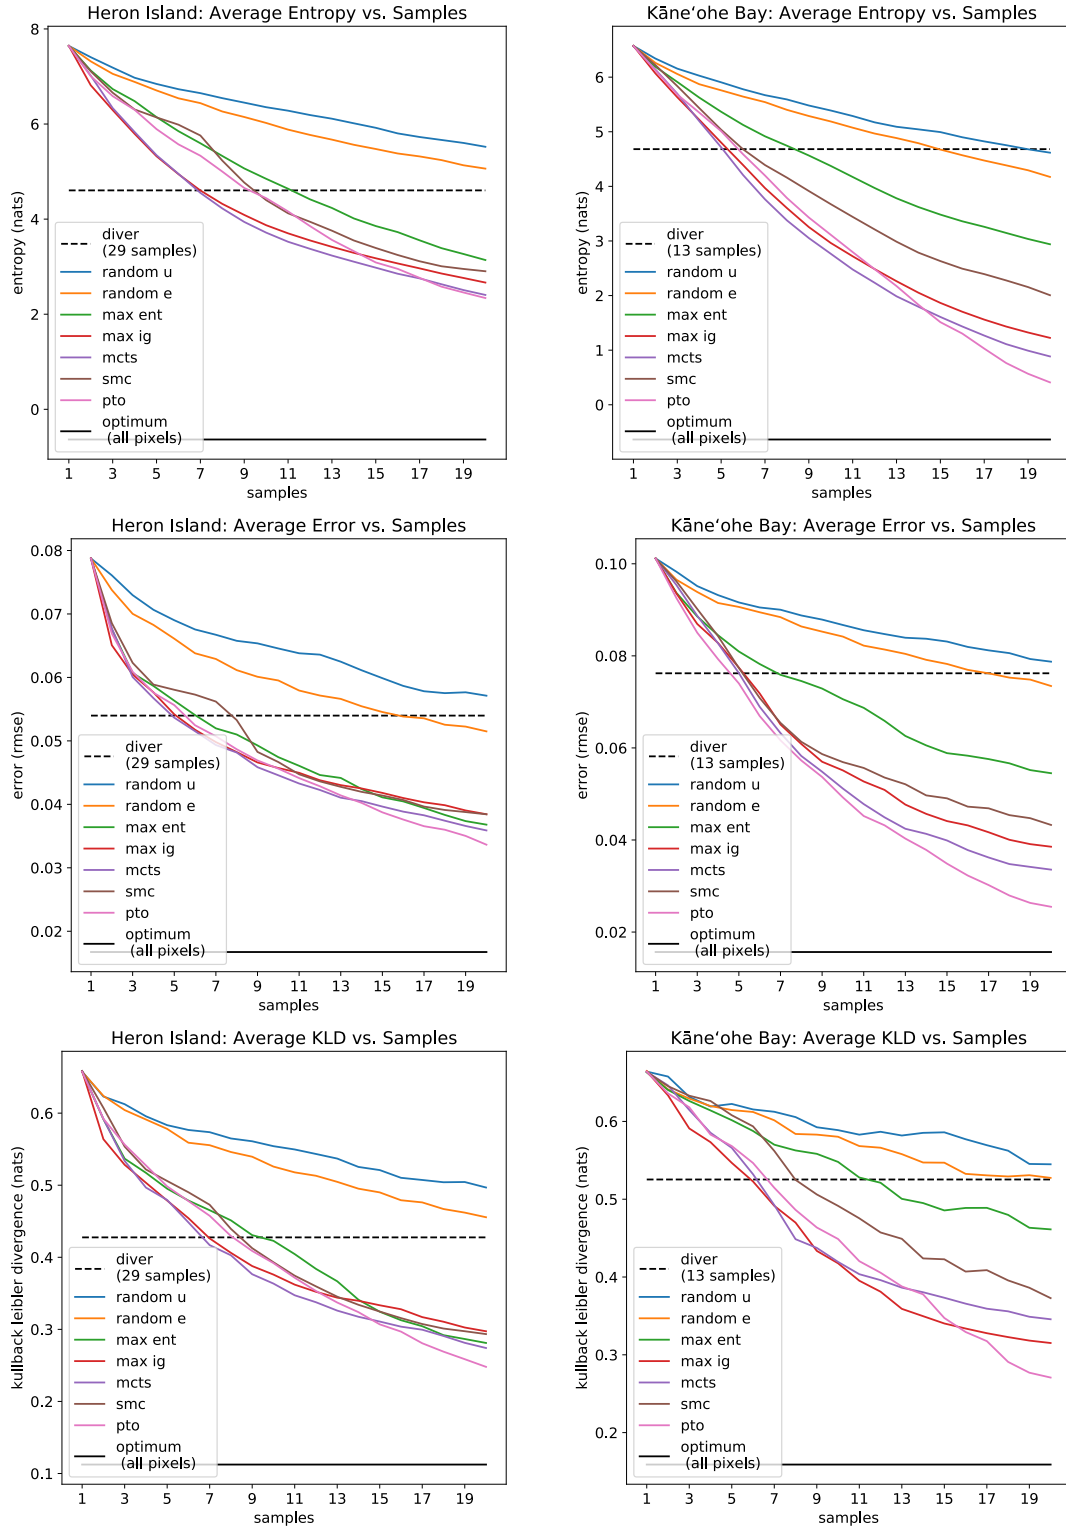 Heron Island: Average Entropy vs. Samples
entropy (nats)
8
6
4
2
0
diver
(29 samples)
random u
random e
max ent
max ig
mcts
smc
pto
optimum
(all pixels)
1 3 5 7 9 11 13 15 17 19
samples
Kāneʻohe Bay: Average Entropy vs. Samples
entropy (nats)
6
5
4
3
2
1
0
diver
(13 samples)
random u
random e
max ent
max ig
mcts
smc
pto
optimum
(all pixels)
1 3 5 7 9 11 13 15 17 19
samples
Heron Island: Average Error vs. Samples
error (rmse)
0.08
0.07
0.06
0.05
0.04
0.03
0.02
diver
(29 samples)
random u
random e
max ent
max ig
mcts
smc
pto
optimum
(all pixels)
1 3 5 7 9 11 13 15 17 19
samples
Kāneʻohe Bay: Average Error vs. Samples
error (rmse)
0.10
0.08
0.06
0.04
0.02
diver
(13 samples)
random u
random e
max ent
max ig
mcts
smc
pto
optimum
(all pixels)
1 3 5 7 9 11 13 15 17 19
samples
Heron Island: Average KLD vs. Samples
kullback leibler divergence (nats)
0.6
0.5
0.4
0.3
0.2
0.1
diver
(29 samples)
random u
random e
max ent
max ig
mcts
smc
pto
optimum
(all pixels)
1 3 5 7 9 11 13 15 17 19
samples
Kāneʻohe Bay: Average KLD vs. Samples
kullback leibler divergence (nats)
0.6
0.5
0.4
0.3
0.2
diver
(13 samples)
random u
random e
max ent
max ig
mcts
smc
pto
optimum
(all pixels)
1 3 5 7 9 11 13 15 17 19
samples